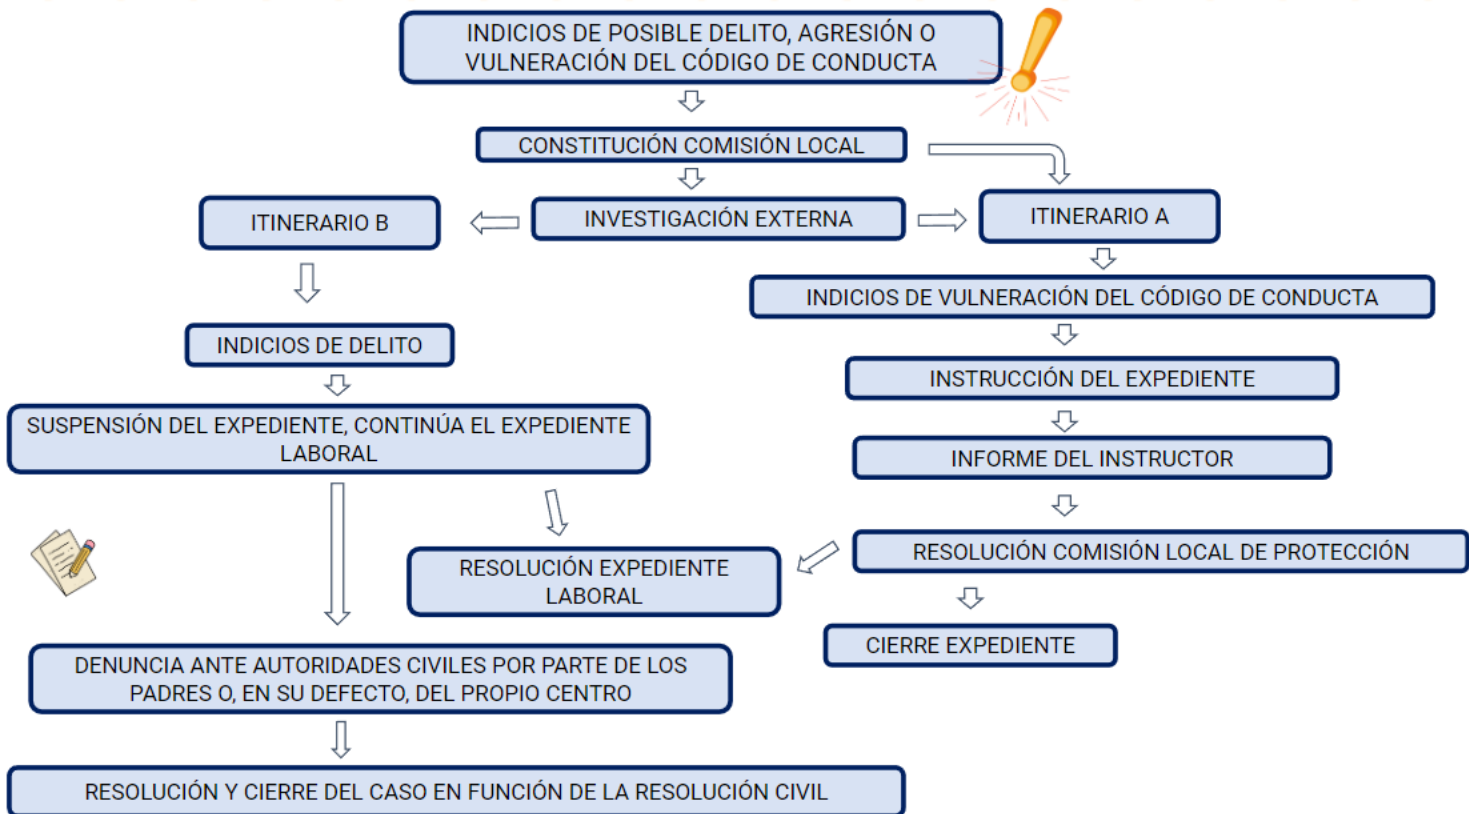 INDICIOS DE POSIBLE DELITO, AGRESIÓN O
VULNERACIÓN DEL CÓDIGO DE CONDUCTA
CONSTITUCIÓN COMISIÓN LOCAL
ITINERARIO B
INVESTIGACIÓN EXTERNA
ITINERARIO A
INDICIOS DE VULNERACIÓN DEL CÓDIGO DE CONDUCTA
INDICIOS DE DELITO
INSTRUCCIÓN DEL EXPEDIENTE
SUSPENSIÓN DEL EXPEDIENTE, CONTINÚA EL EXPEDIENTE
LABORAL
INFORME DEL INSTRUCTOR
RESOLUCIÓN COMISIÓN LOCAL DE PROTECCIÓN
RESOLUCIÓN EXPEDIENTE
LABORAL
CIERRE EXPEDIENTE
DENUNCIA ANTE AUTORIDADES CIVILES POR PARTE DE LOS
PADRES O, EN SU DEFECTO, DEL PROPIO CENTRO
RESOLUCIÓN Y CIERRE DEL CASO EN FUNCIÓN DE LA RESOLUCIÓN CIVIL